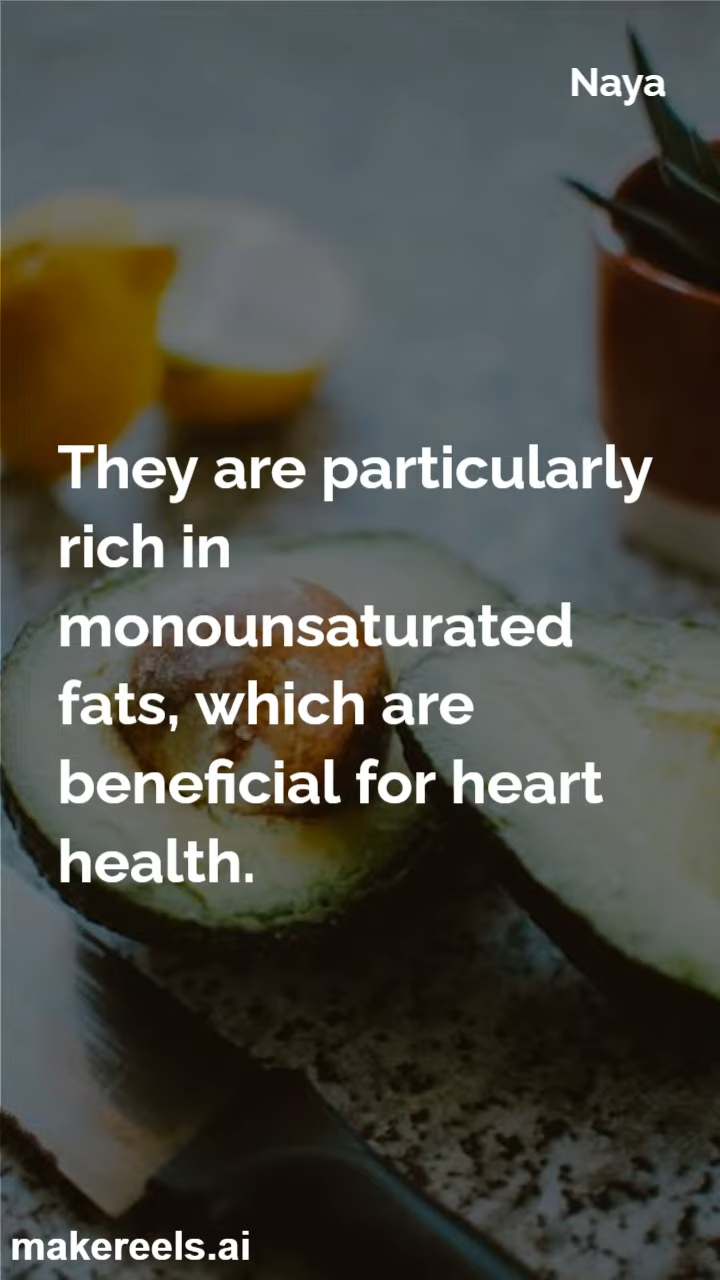 Naya
They are particularly
rich in
monounsaturated
fats, which are
beneficial for heart
health.
makereels.ai